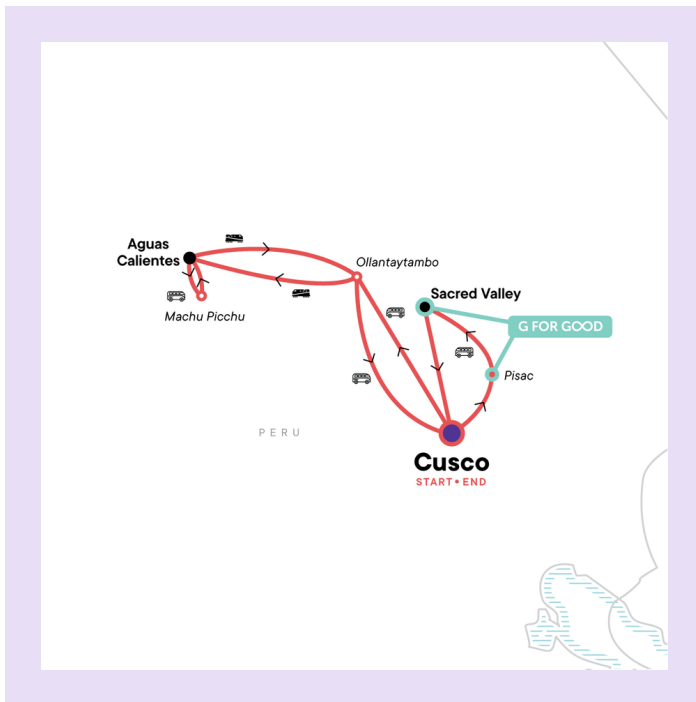 Aguas
Calientes
Ollantaytambo
Machu Picchu
Sacred Valley
G FOR GOOD
Pisac
PERU
Cusco
START • END